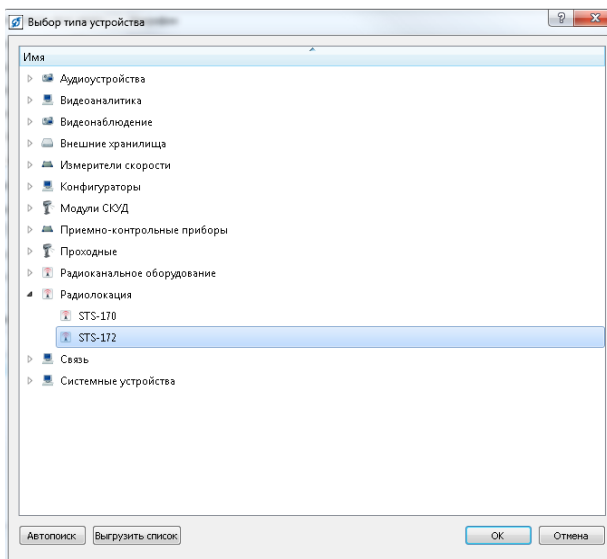 Выбор типа устройства
Имя
Аудиоустройства
Видеоаналитика
Видеонаблюдение
Внешние хранилища
Измерители скорости
Конфигураторы
Модули СКУД
Приемно-контрольные приборы
Проходные
Радиоканальное оборудование
Радиолокация
STS-170
STS-172
Связь
Системные устройства
Автопоиск Выгрузить список OK Отмена